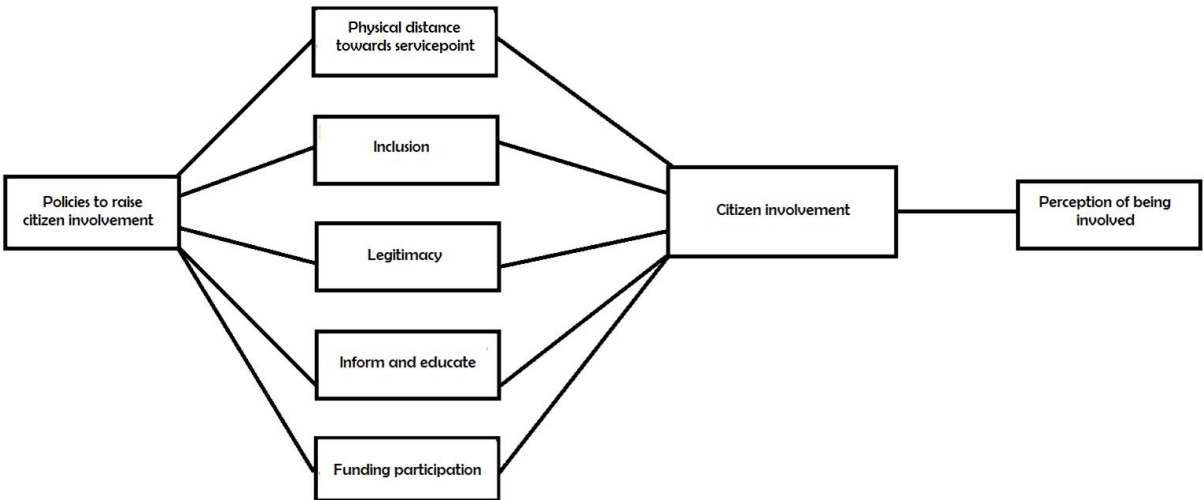 Physical distance
towards servicepoint
Inclusion
Policies to raise
citizen involvement
Legitimacy
Inform and educate
Funding participation
Citizen involvement
Perception of being
involved